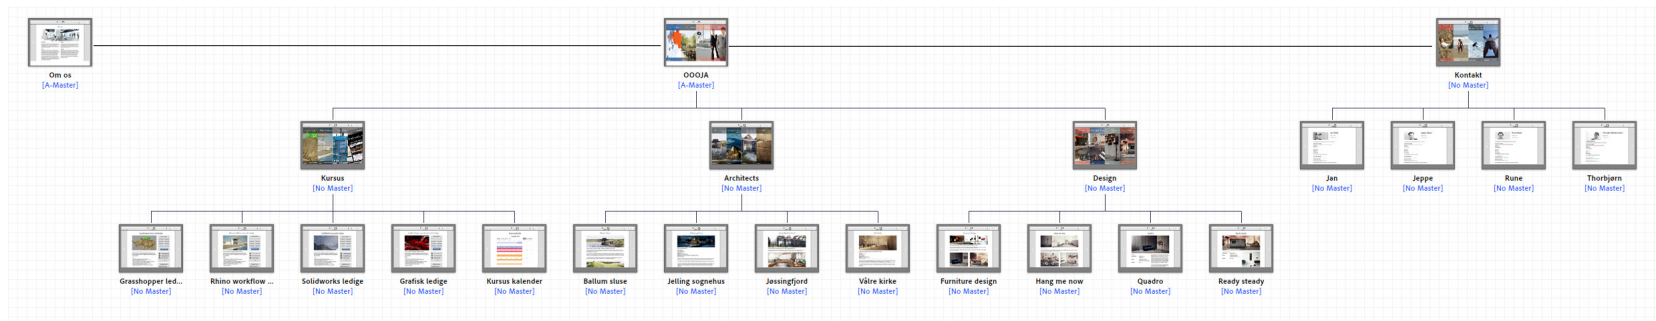 Om os
[A-Master]
OOOJA
[A-Master]
Kontakt
[No Master]
Kursus
[No Master]
Architects
[No Master]
Design
[No Master]
Jan
[No Master]
Jeppe
[No Master]
Rune
[No Master]
Thorbjørn
[No Master]
Grasshopper led...
[No Master]
Rhino workflow ...
[No Master]
Solidworks ledige
[No Master]
Grafisk ledige
[No Master]
Kursus kalender
[No Master]
Ballum sluse
[No Master]
Jelling sognehus
[No Master]
Jøssingfjord
[No Master]
Vålre kirke
[No Master]
Furniture design
[No Master]
Hang me now
[No Master]
Quadro
[No Master]
Ready steady
[No Master]